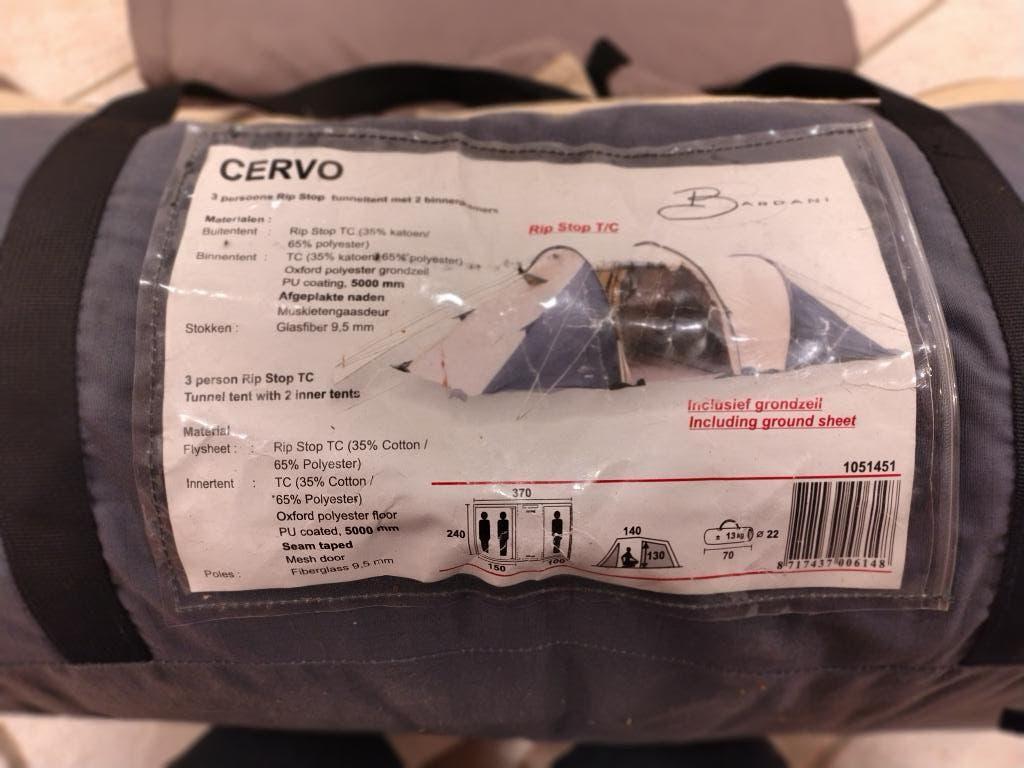 CERVO
3 persoons Rip Stop tunneltent met 2 binnenkamers
BARDANI
Materialen :
Buitentent : Rip Stop TC (35% katoen/
65% polyester)
Binnentent : TC (35% katoen/65% polyester)
Oxford polyester grondzeil
PU coating, 5000 mm
Afgeplakte naden
Muskietengaasdeur
Stokken : Glasfiber 9,5 mm
Rip Stop T/C
3 person Rip Stop TC
Tunnel tent with 2 inner tents
Inclusief grondzeil
Including ground sheet
Material
Flysheet : Rip Stop TC (35% Cotton /
65% Polyester)
Innertent : TC (35% Cotton /
65% Polyester)
Oxford polyester floor
PU coated, 5000 mm
Seam taped
Mesh door
Poles : Fiberglass 9,5 mm
1051451
370
240
150
100
140
130
± 13 kg
Ø 22
70
8 717437 006148